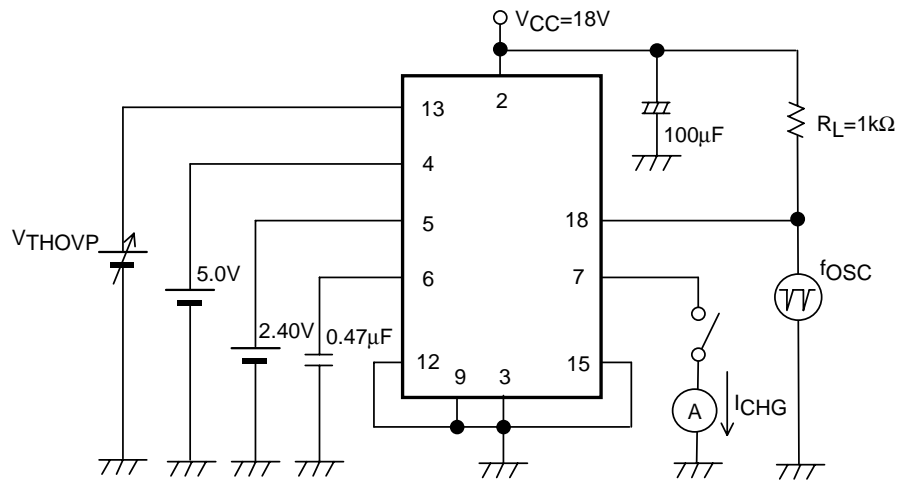 VCC=18V
13
2
100μF
RL=1kΩ
4
5
18
VTHOVP
5.0V
6
7
fOSC
2.40V
0.47μF
12
9
3
15
A
ICHG